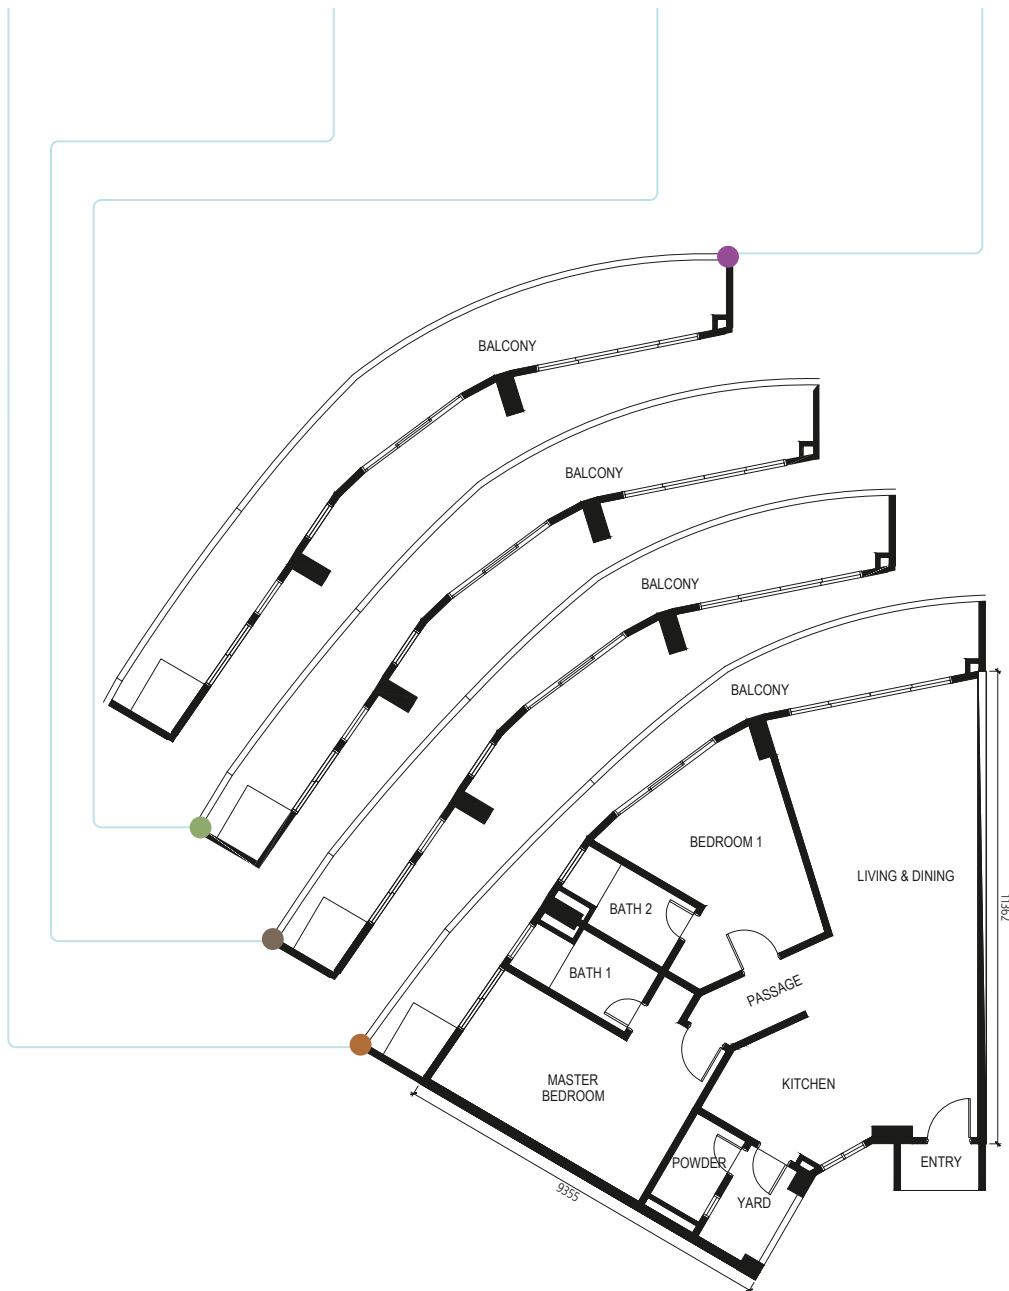 BALCONY
BALCONY
BALCONY
BALCONY
BEDROOM 1
LIVING & DINING
11362
BATH 2
BATH 1
PASSAGE
MASTER
BEDROOM
KITCHEN
POWDER
ENTRY
YARD
9355